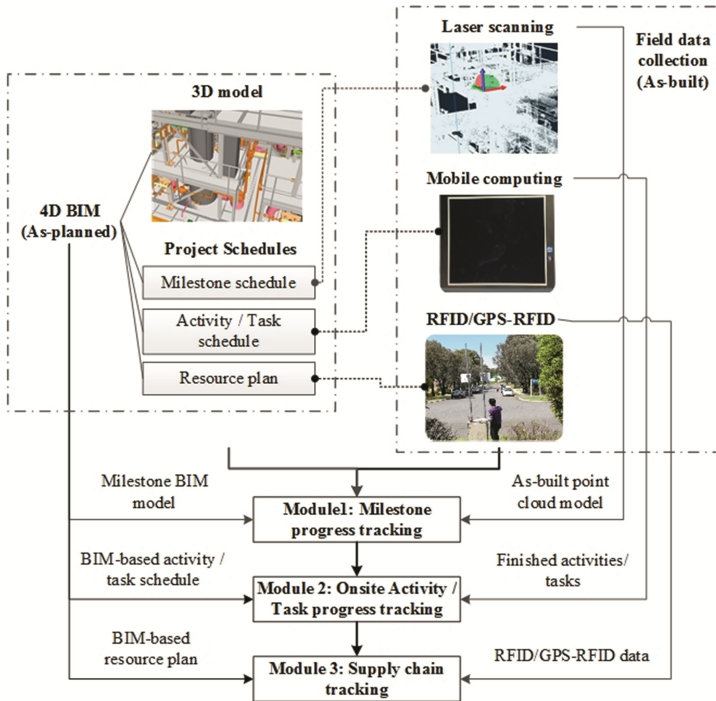 Laser scanning
Field data
collection
(As-built)
3D model
Mobile computing
4D BIM
(As-planned)
Project Schedules
Milestone schedule
Activity / Task
schedule
RFID/GPS-RFID
Resource plan
Milestone BIM
model
Module1: Milestone
progress tracking
As-built point
cloud model
BIM-based activity /
task schedule
Module 2: Onsite Activity /
Task progress tracking
Finished activities/
tasks
BIM-based
resource plan
Module 3: Supply chain
tracking
RFID/GPS-RFID data